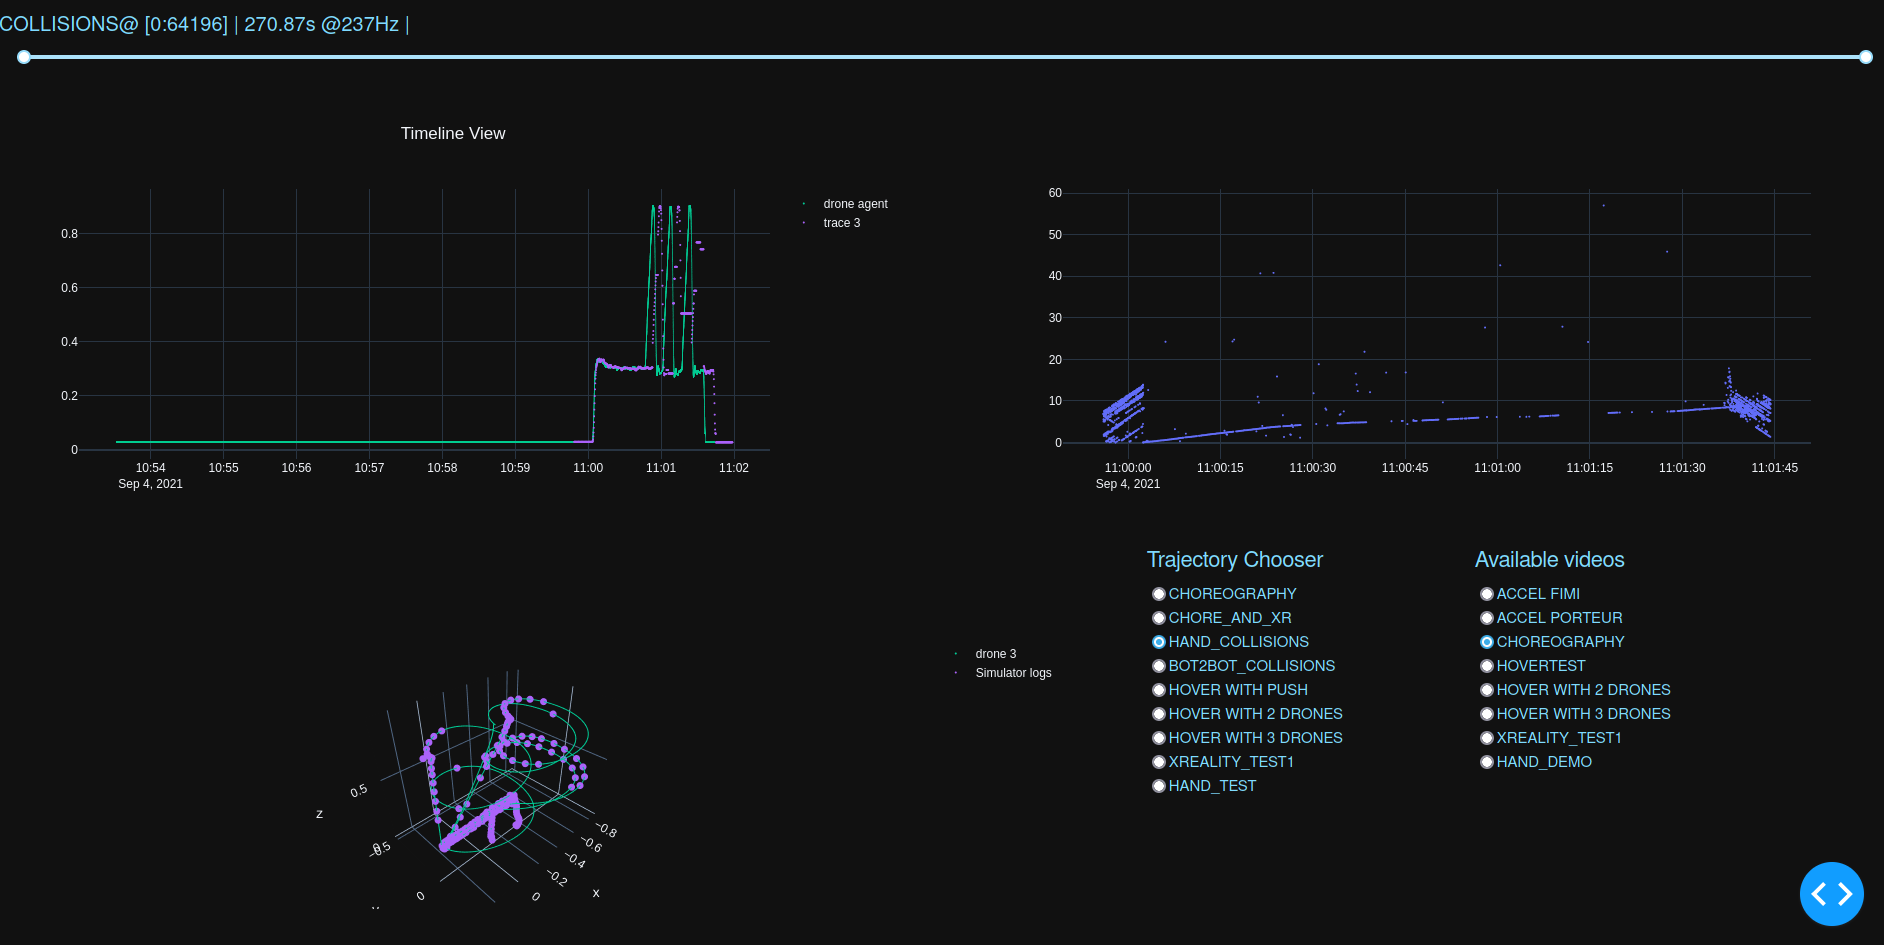 COLLISIONS@ [0:64196] | 270.87s @237Hz |
Timeline View
drone agent
trace 3
0.8
0.6
0.4
0.2
0
10:54 10:55 10:56 10:57 10:58 10:59 11:00 11:01 11:02
Sep 4, 2021
60
50
40
30
20
10
0
11:00:00 11:00:15 11:00:30 11:00:45 11:01:00 11:01:15 11:01:30 11:01:45
Sep 4, 2021
drone 3
Simulator logs
z
0.5
0
−0.5
0
0
−0.2
−0.4
−0.6
−0.8
x
Trajectory Chooser
CHOREOGRAPHY
CHORE_AND_XR
HAND_COLLISIONS
BOT2BOT_COLLISIONS
HOVER WITH PUSH
HOVER WITH 2 DRONES
HOVER WITH 3 DRONES
XREALITY_TEST1
HAND_TEST
Available videos
ACCEL FIMI
ACCEL PORTEUR
CHOREOGRAPHY
HOVERTEST
HOVER WITH 2 DRONES
HOVER WITH 3 DRONES
XREALITY_TEST1
HAND_DEMO